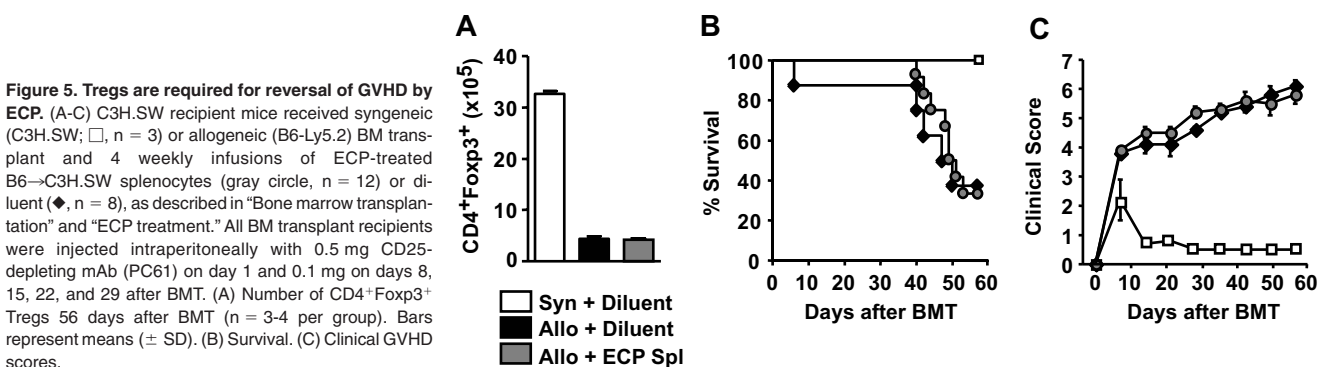 Figure 5. Tregs are required for reversal of GVHD by
ECP. (A-C) C3H.SW recipient mice received syngeneic
(C3H.SW; □, n = 3) or allogeneic (B6-Ly5.2) BM trans-
plant and 4 weekly infusions of ECP-treated
B6→C3H.SW splenocytes (gray circle, n = 12) or di-
luent (◆, n = 8), as described in “Bone marrow transplan-
tation” and “ECP treatment.” All BM transplant recipients
were injected intraperitoneally with 0.5 mg CD25-
depleting mAb (PC61) on day 1 and 0.1 mg on days 8,
15, 22, and 29 after BMT. (A) Number of CD4+Foxp3+
Tregs 56 days after BMT (n = 3-4 per group). Bars
represent means (± SD). (B) Survival. (C) Clinical GVHD
scores.
A
CD4+Foxp3+ (x105)
40
30
20
10
0
Syn + Diluent
Allo + Diluent
Allo + ECP Spl
B
% Survival
100
80
60
40
20
0
0 10 20 30 40 50 60
Days after BMT
C
Clinical Score
7
6
5
4
3
2
1
0
0 10 20 30 40 50 60
Days after BMT